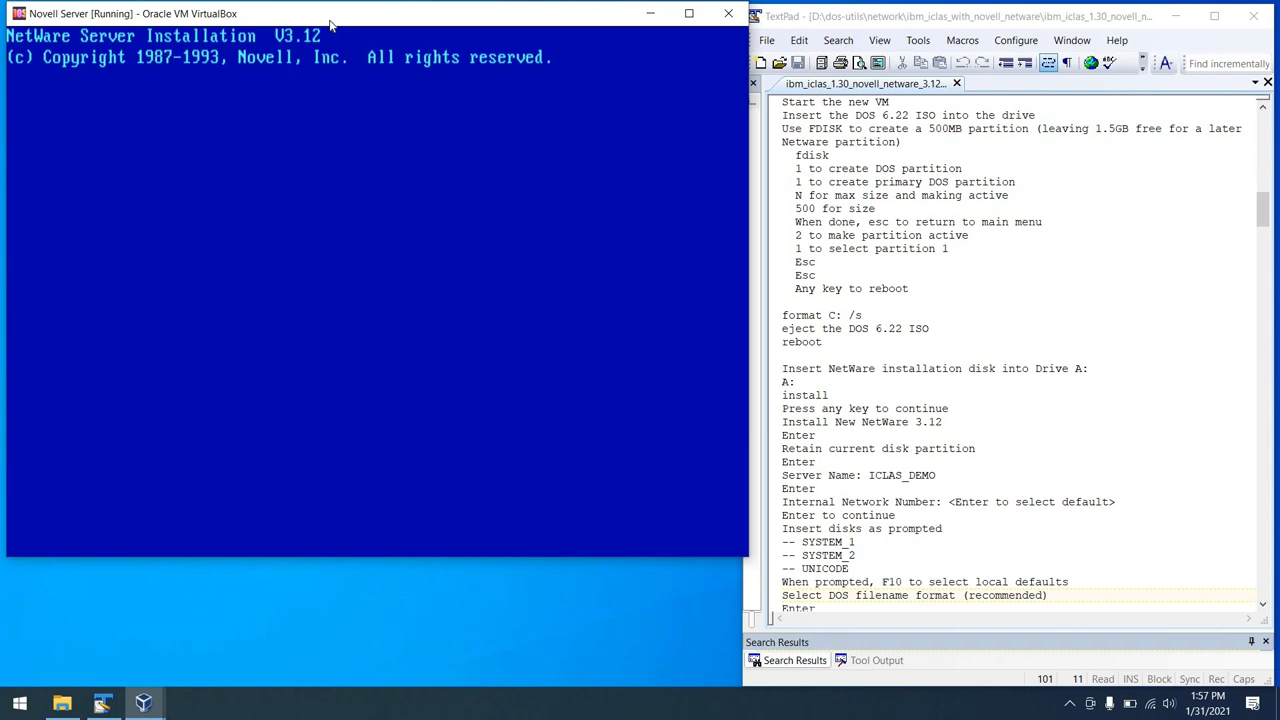 Novell Server [Running] - Oracle VM VirtualBox
NetWare Server Installation V3.12
(c) Copyright 1987-1993, Novell, Inc. All rights reserved.
TextPad - [D:\dos-utils\network\ibm_iclas_with_novell_netware\ibm_iclas_1.30_novell_n...
File Edit Search View Tools Macros Configure Window Help
Find incrementally
ibm_iclas_1.30_novell_netware_3.12...
Start the new VM
Insert the DOS 6.22 ISO into the drive
Use FDISK to create a 500MB partition (leaving 1.5GB free for a later
Netware partition)
fdisk
1 to create DOS partition
1 to create primary DOS partition
N for max size and making active
500 for size
When done, esc to return to main menu
2 to make partition active
1 to select partition 1
Esc
Esc
Any key to reboot
format C: /s
eject the DOS 6.22 ISO
reboot
Insert NetWare installation disk into Drive A:
A:
install
Press any key to continue
Install New NetWare 3.12
Enter
Retain current disk partition
Enter
Server Name: ICLAS_DEMO
Enter
Internal Network Number: <Enter to select default>
Enter to continue
Insert disks as prompted
-- SYSTEM_1
-- SYSTEM_2
-- UNICODE
When prompted, F10 to select local defaults
Select DOS filename format (recommended)
Enter
Search Results
Search Results Tool Output
101 11 Read INS Block Sync Rec Caps
1:57 PM
1/31/2021